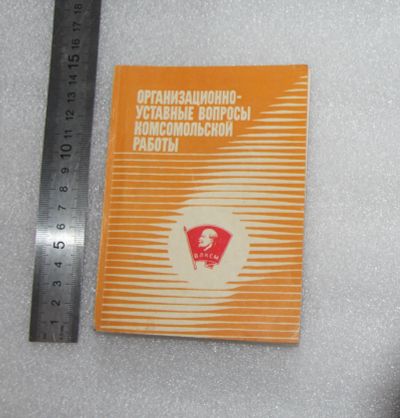 ОРГАНИЗАЦИОННО-
УСТАВНЫЕ ВОПРОСЫ
КОМСОМОЛЬСКОЙ
РАБОТЫ
ВЛКСМ
1 2 3 4 5 6 7 8 9 10 11 12 13 14 15 16 17 18